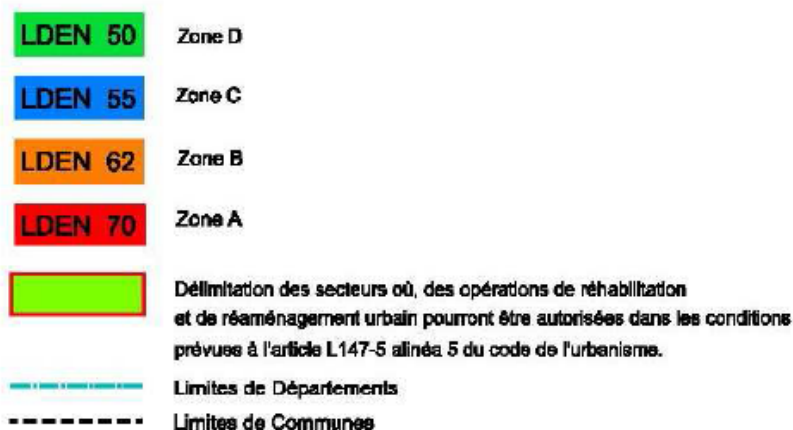 LDEN 50 Zone D
LDEN 55 Zone C
LDEN 62 Zone B
LDEN 70 Zone A
Délimitation des secteurs où, des opérations de réhabilitation
et de réaménagement urbain pourront être autorisées dans les conditions
prévues à l'article L147-5 alinéa 5 du code de l'urbanisme.
Limites de Départements
Limites de Communes